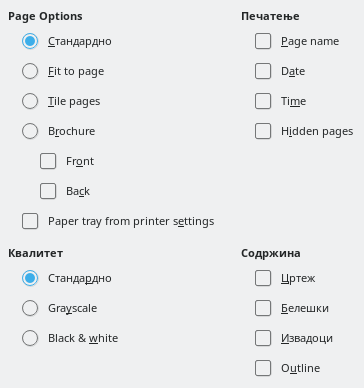 Page Options
Стандардно
Fit to page
Tile pages
Brochure
Front
Back
Paper tray from printer settings
Печатење
Page name
Date
Time
Hidden pages
Квалитет
Стандардно
Grayscale
Black & white
Содржина
Цртеж
Белешки
Извадоци
Outline